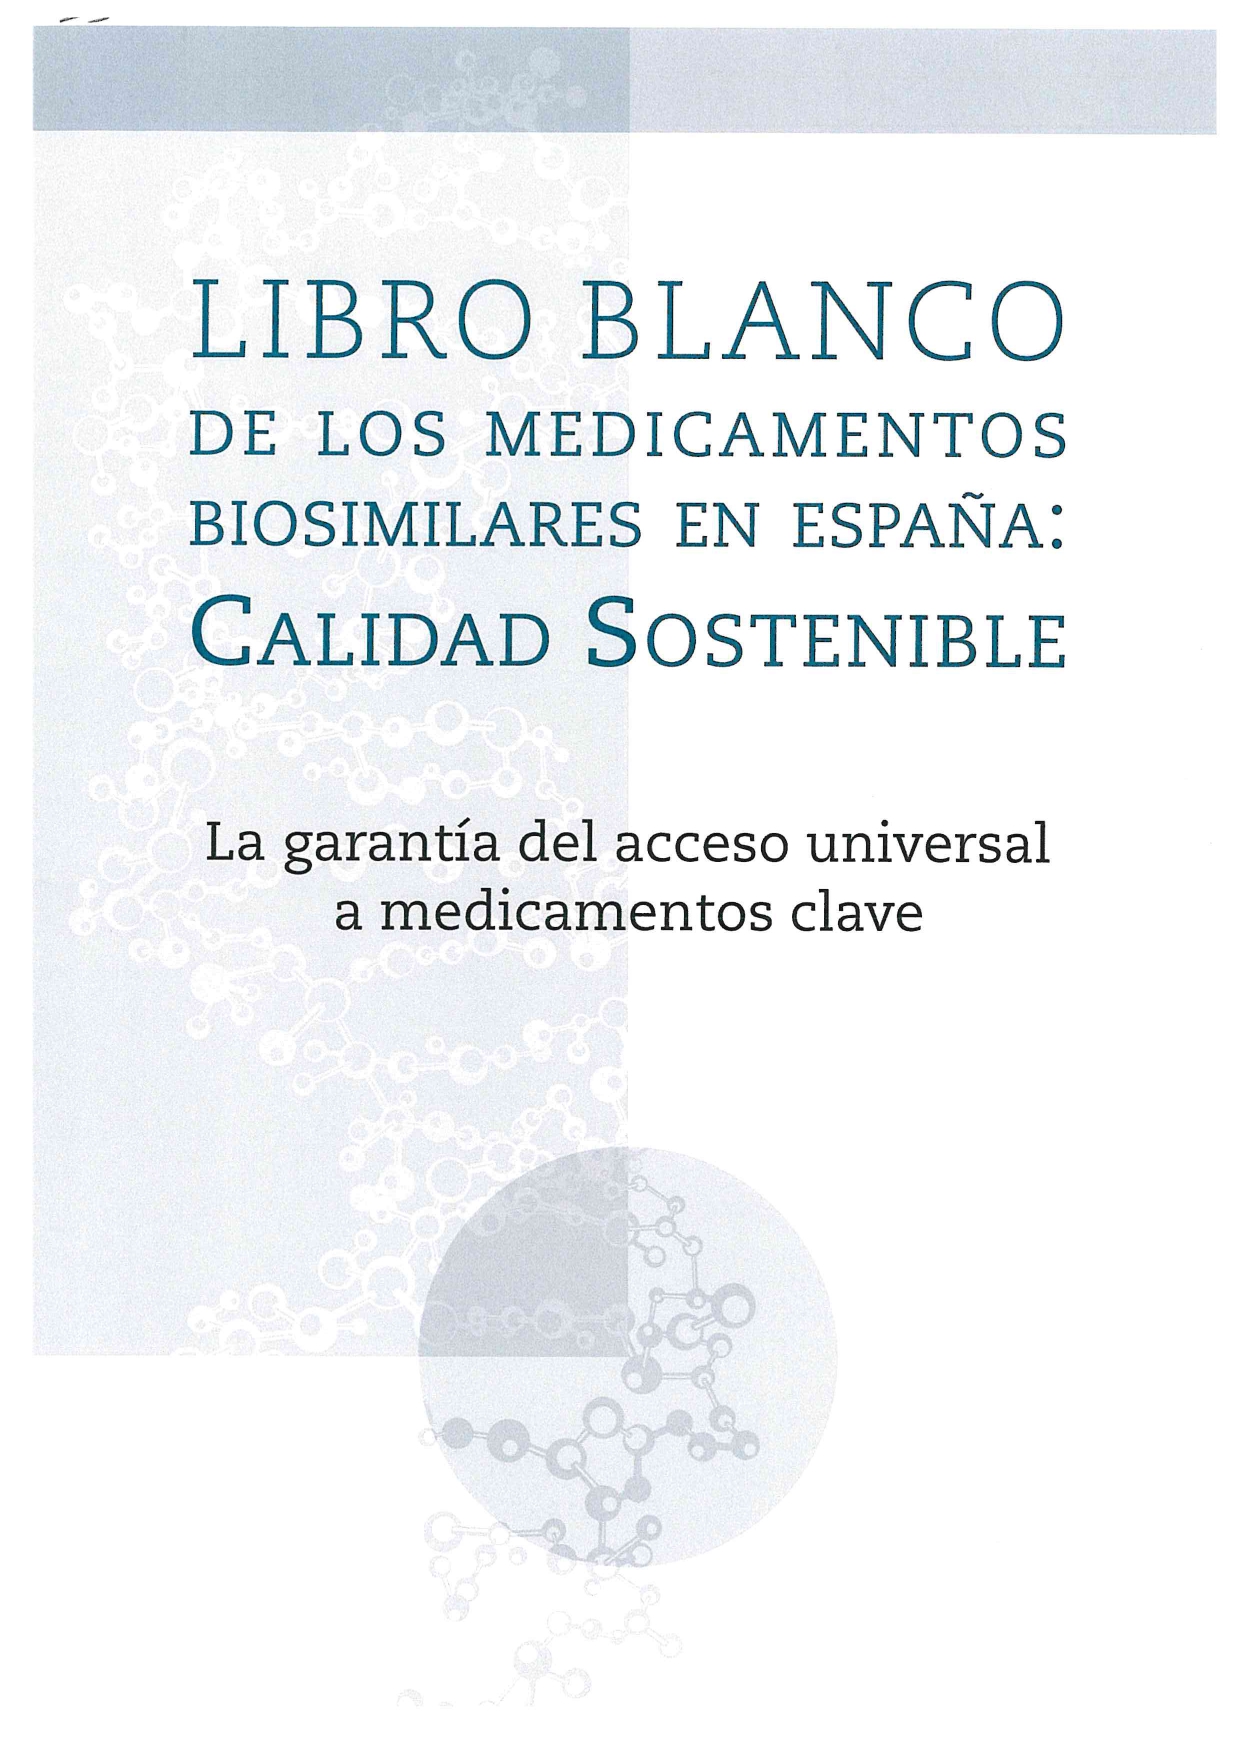 LIBRO BLANCO
DE LOS MEDICAMENTOS
BIOSIMILARES EN ESPAÑA:
CALIDAD SOSTENIBLE
La garantía del acceso universal
a medicamentos clave